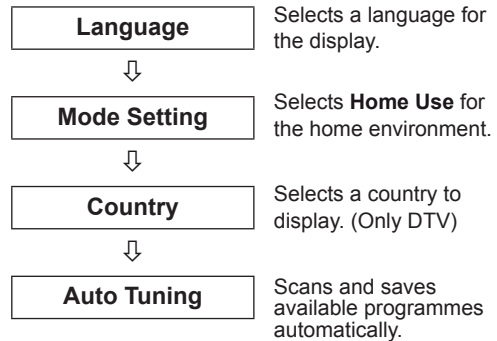 Language
Selects a language for
the display.
Mode Setting
Selects Home Use for
the home environment.
Country
Selects a country to
display. (Only DTV)
Auto Tuning
Scans and saves
available programmes
automatically.